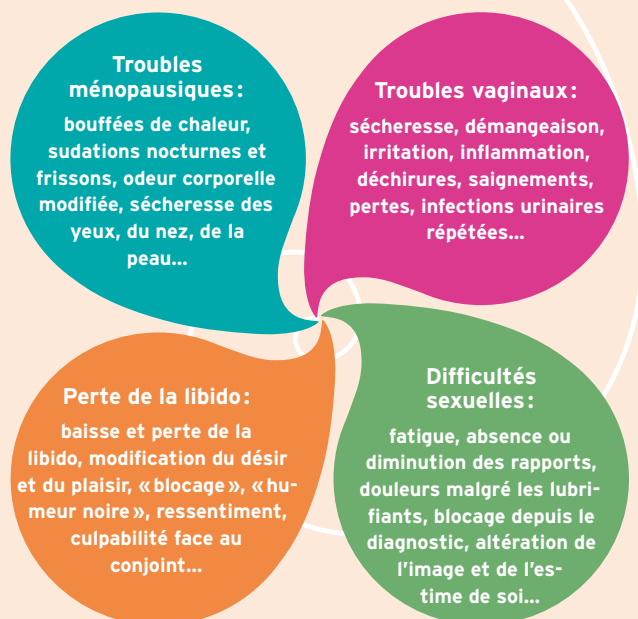 Troubles
ménopausiques :
bouffées de chaleur,
sudations nocturnes et
frissons, odeur corporelle
modifiée, sécheresse des
yeux, du nez, de la
peau...
Troubles vaginaux :
sécheresse, démangeaison,
irritation, inflammation,
déchirures, saignements,
pertes, infections urinaires
répétées...
Perte de la libido :
baisse et perte de la
libido, modification du désir
et du plaisir, « blocage », « hu-
meur noire », ressentiment,
culpabilité face au
conjoint...
Difficultés
sexuelles :
fatigue, absence ou
diminution des rapports,
douleurs malgré les lubri-
fiants, blocage depuis le
diagnostic, altération de
l'image et de l'es-
time de soi...